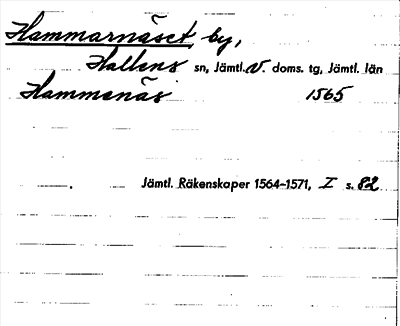 Hammarnäset by,
Hallens sn, Jämtl. V. doms. tg, Jämtl. län
Hammenäs 1565
Jämtl. Räkenskaper 1564–1571, I s. 82